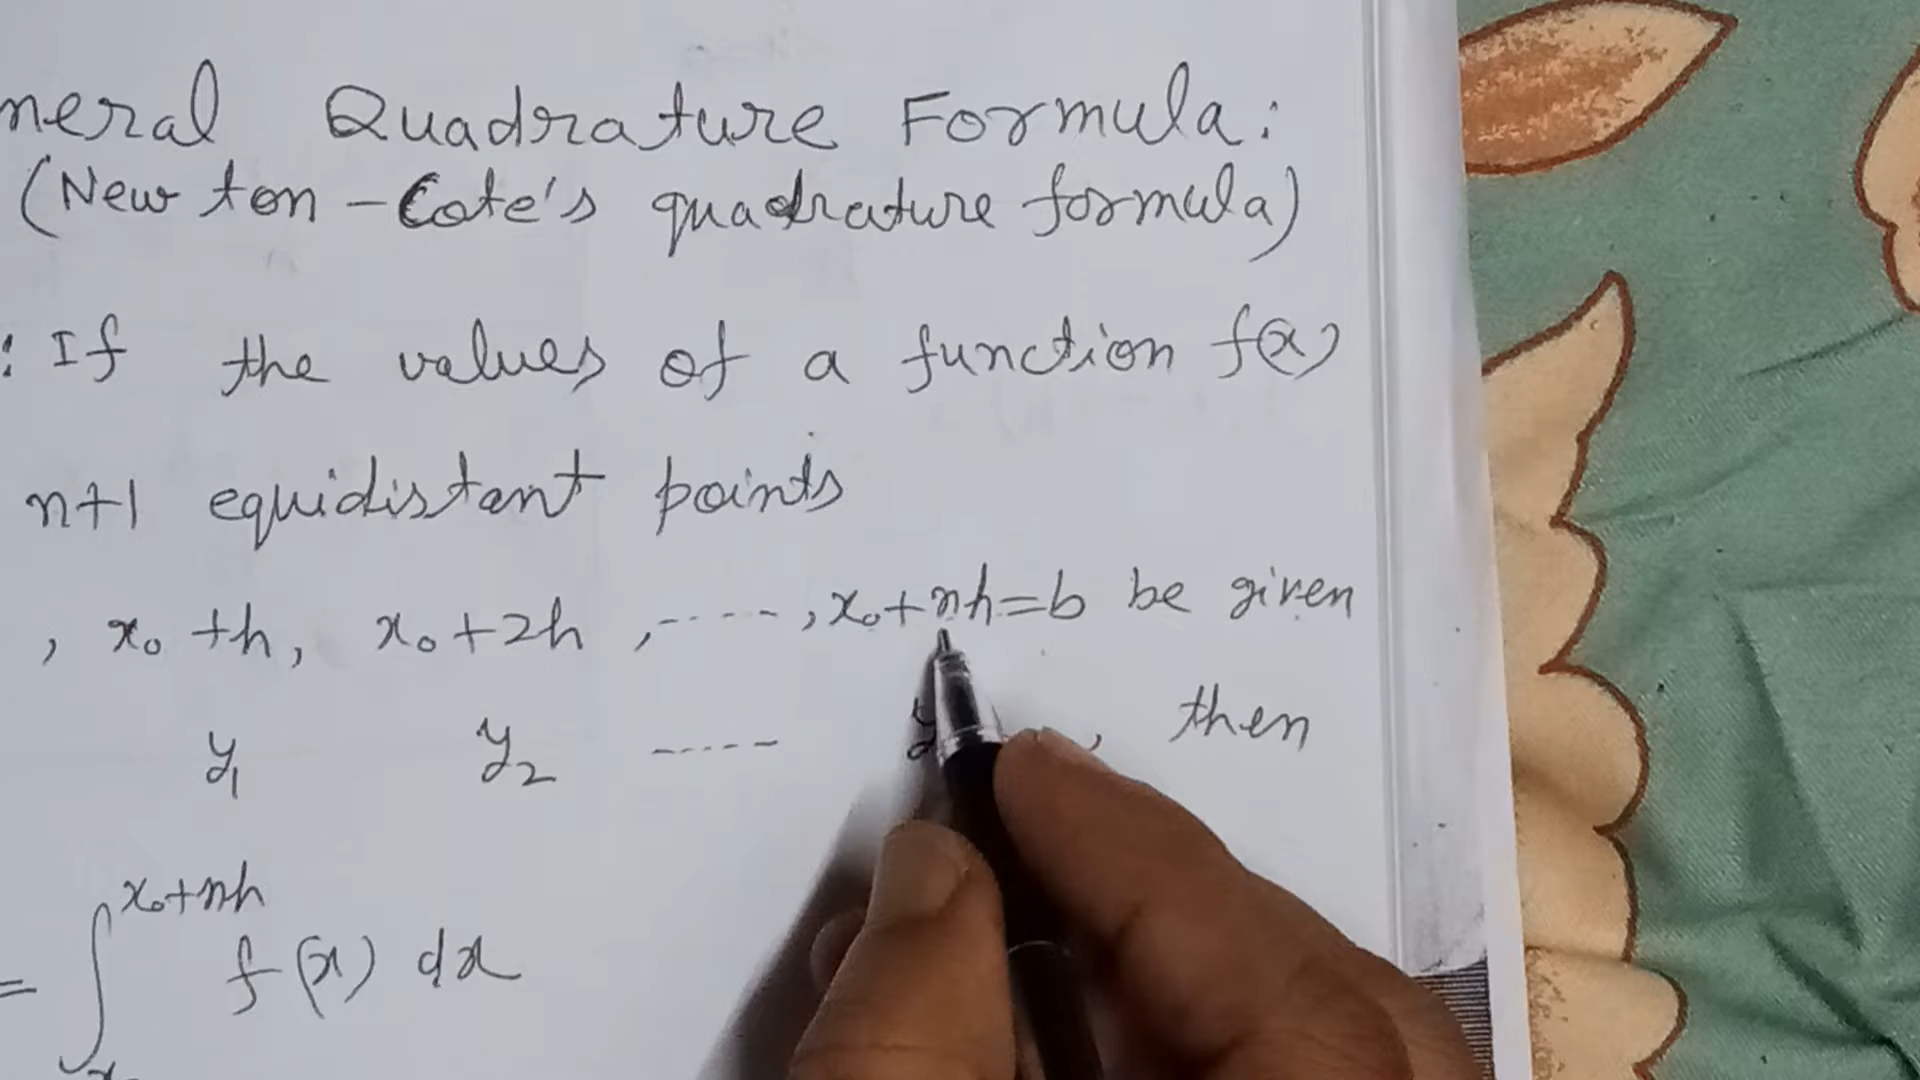 neral Quadrature Formula:
(Newton-Cote's quadrature formula)
: If the values of a function f(x)
n+1 equidistant points
, x₀+h, x₀+2h, -----, x₀+nh=b be given
y₁ y₂ ----- y , then
= ∫ x₀+nh f(x) dx